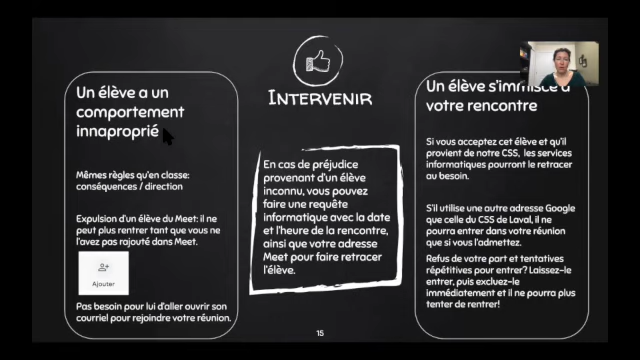 Un élève a un
comportement
innaproprié
Mêmes règles qu'en classe:
conséquences / direction
Expulsion d'un élève du Meet: il ne
peut plus rentrer tant que vous ne
l'avez pas rajouté dans Meet.
Ajouter
Pas besoin pour lui d'aller ouvrir son
courriel pour rejoindre votre réunion.
INTERVENIR
En cas de préjudice
provenant d'un élève
inconnu, vous pouvez
faire une requête
informatique avec la date
et l'heure de la rencontre,
ainsi que votre adresse
Meet pour faire retracer
l'élève.
15
Un élève s'immisce à
votre rencontre
Si vous acceptez cet élève et qu'il
provient de notre CSS, les services
informatiques pourront le retracer
au besoin.
S'il utilise une autre adresse Google
que celle du CSS de Laval, il ne
pourra entrer dans votre réunion
que si vous l'admettez.
Refus de votre part et tentatives
répétitives pour entrer? Laissez-le
entrer, puis excluez-le
immédiatement et il ne pourra plus
tenter de rentrer!